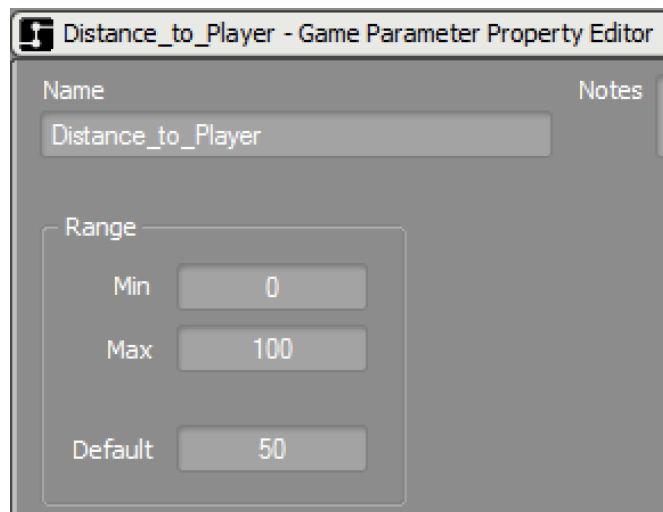 Distance_to_Player - Game Parameter Property Editor
Name
Notes
Distance_to_Player
Range
Min 0
Max 100
Default 50